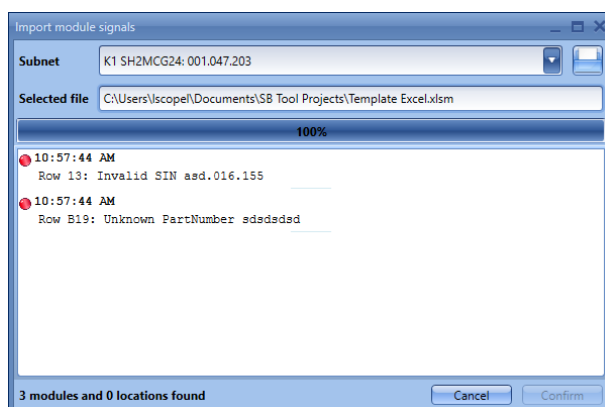 Import module signals
Subnet K1 SH2MCG24: 001.047.203
Selected file C:\Users\lscopel\Documents\SB Tool Projects\Template Excel.xlsm
100%
10:57:44 AM
Row 13: Invalid SIN asd.016.155
10:57:44 AM
Row B19: Unknown PartNumber sdsdsdsd
3 modules and 0 locations found Cancel Confirm